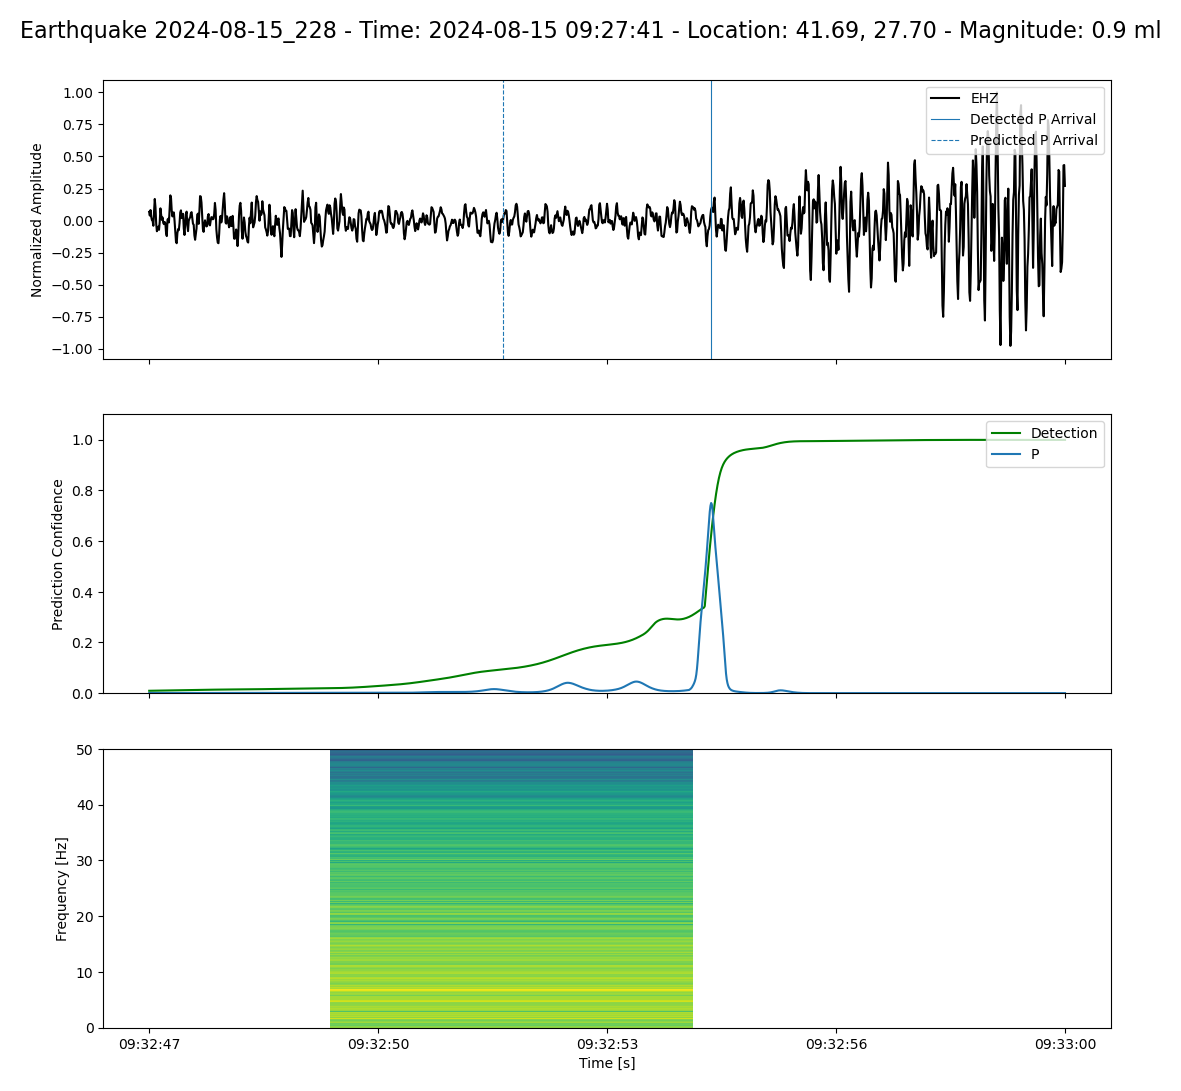 Earthquake 2024-08-15_228 - Time: 2024-08-15 09:27:41 - Location: 41.69, 27.70 - Magnitude: 0.9 ml
1.00
0.75
0.50
0.25
0.00
−0.25
−0.50
−0.75
−1.00
Normalized Amplitude
EHZ
Detected P Arrival
Predicted P Arrival
1.0
0.8
0.6
0.4
0.2
0.0
Prediction Confidence
Detection
P
50
40
30
20
10
0
Frequency [Hz]
09:32:47 09:32:50 09:32:53 09:32:56 09:33:00
Time [s]